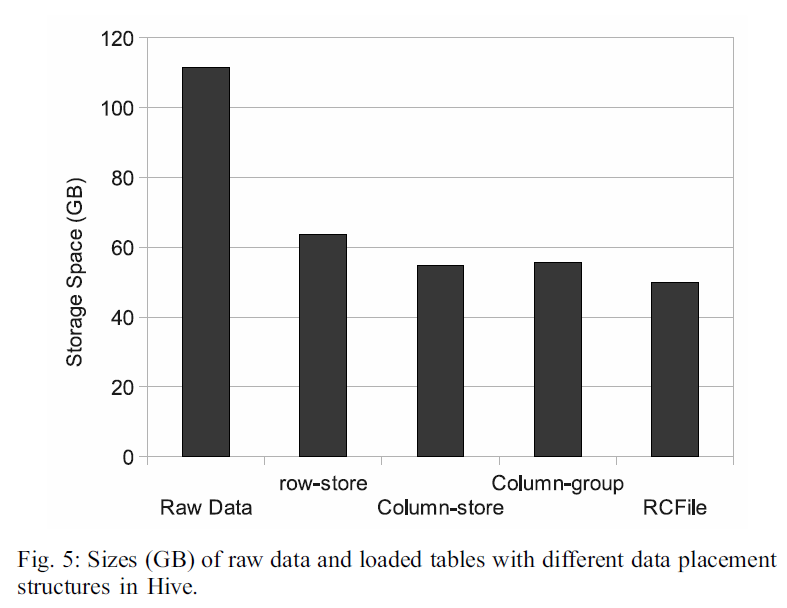 120
100
80
60
40
20
0
Storage Space (GB)
row-store
Column-group
Raw Data
Column-store
RCFile
Fig. 5: Sizes (GB) of raw data and loaded tables with different data placement
structures in Hive.